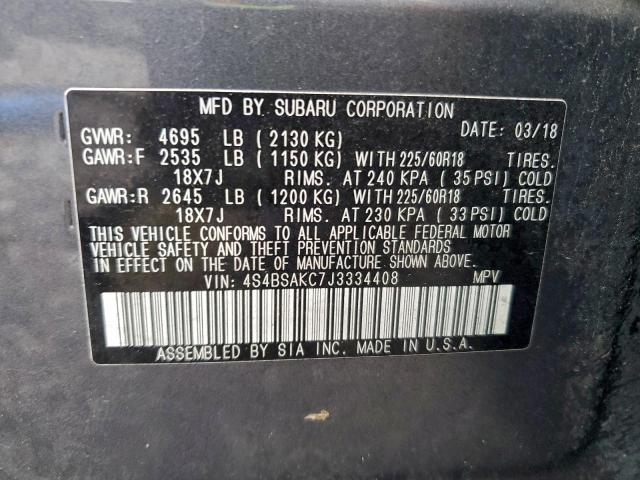 MFD BY SUBARU CORPORATION
GVWR: 4695 LB (2130 KG) DATE: 03/18
GAWR:F 2535 LB (1150 KG) WITH 225/60R18 TIRES.
18X7J RIMS. AT 240 KPA (35 PSI) COLD
GAWR:R 2645 LB (1200 KG) WITH 225/60R18 TIRES.
18X7J RIMS. AT 230 KPA (33 PSI) COLD
THIS VEHICLE CONFORMS TO ALL APPLICABLE FEDERAL MOTOR
VEHICLE SAFETY AND THEFT PREVENTION STANDARDS
IN EFFECT ON THE DATE OF MANUFACTURE SHOWN ABOVE.
VIN: 4S4BSAKC7J3334408 MPV
ASSEMBLED BY SIA INC. MADE IN U.S.A.